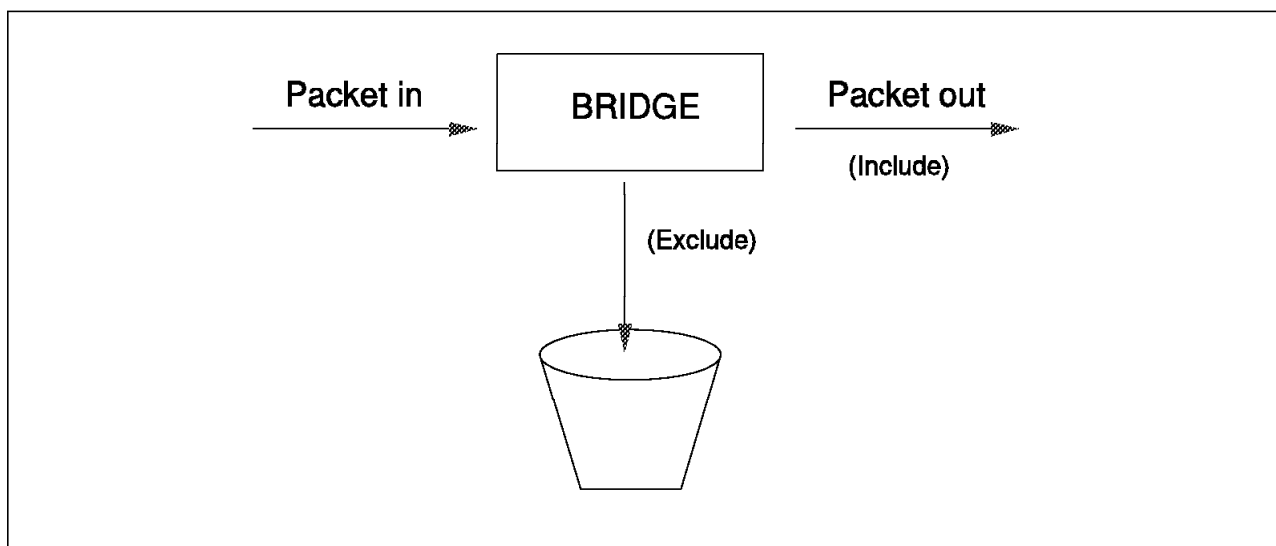 Packet in
BRIDGE
Packet out
(Include)
(Exclude)